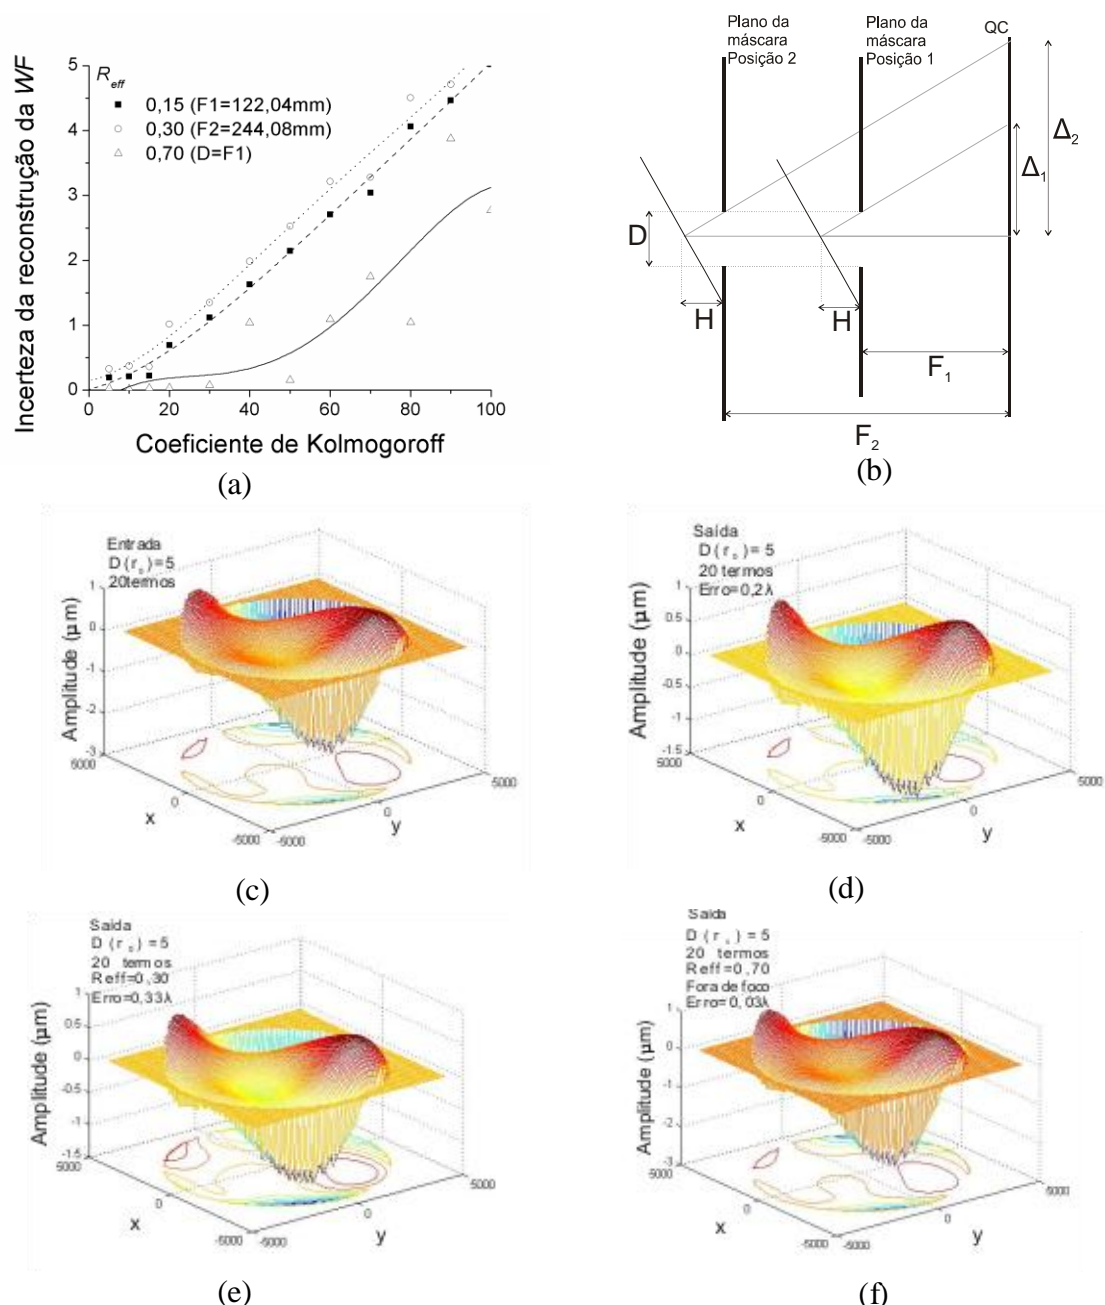 Incerteza da reconstrução da WF
5
4
3
2
1
0
R_eff
0,15 (F1=122,04mm)
0,30 (F2=244,08mm)
0,70 (D=F1)
0 20 40 60 80 100
Coeficiente de Kolmogoroff
(a)
Plano da
máscara
Posição 2
Plano da
máscara
Posição 1
QC
Δ2
Δ1
D
H
H
F1
F2
(b)
Entrada
D(r0)=5
20termos
Amplitude (µm)
1
0
-1
-2
-3
5000
0
-5000
x
-5000
0
5000
y
(c)
Saída
D(r0)=5
20 termos
Erro=0,2λ
Amplitude (µm)
1
0.5
0
-0.5
-1
-1.5
5000
0
-5000
x
-5000
0
5000
y
(d)
Saída
D(r0)=5
20 termos
Reff=0,30
Erro=0,33λ
Amplitude (µm)
1
0.5
0
-0.5
-1
-1.5
5000
0
-5000
x
-5000
0
5000
y
(e)
Saída
D(r0)=5
20 termos
Reff=0,70
Fora de foco
Erro=0,03λ
Amplitude (µm)
1
0
-1
-2
-3
5000
0
-5000
x
-5000
0
5000
y
(f)